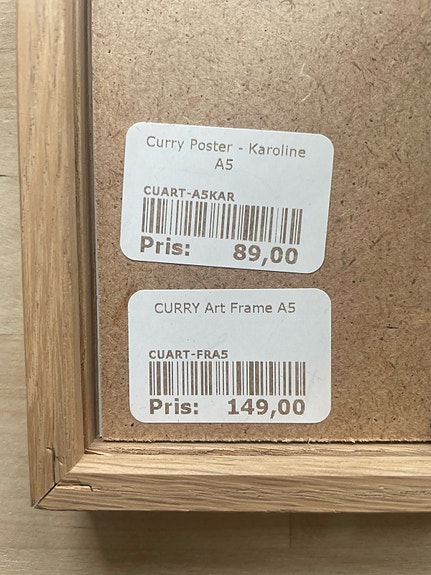 Curry Poster - Karoline
A5
CUART-A5KAR
Pris: 89,00
CURRY Art Frame A5
CUART-FRA5
Pris: 149,00